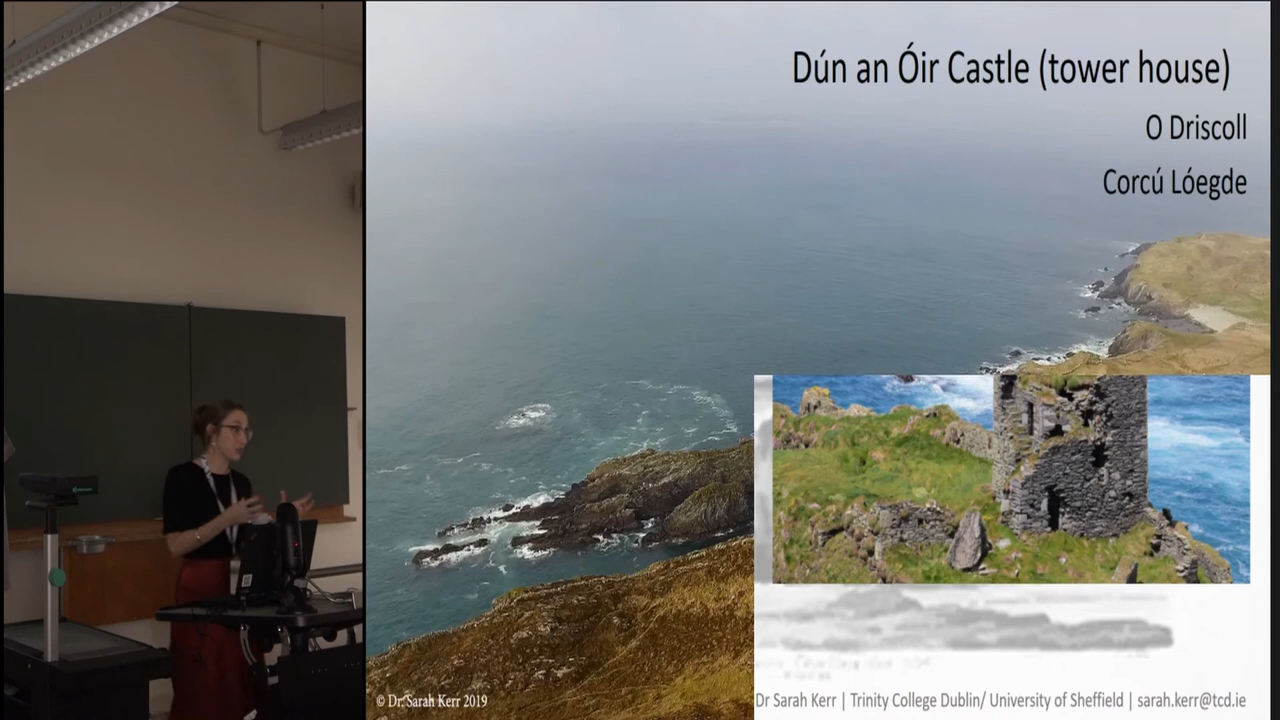 Dún an Óir Castle (tower house)
O Driscoll
Corcú Lóegde
© Dr. Sarah Kerr 2019
Dr Sarah Kerr | Trinity College Dublin/ University of Sheffield | sarah.kerr@tcd.ie